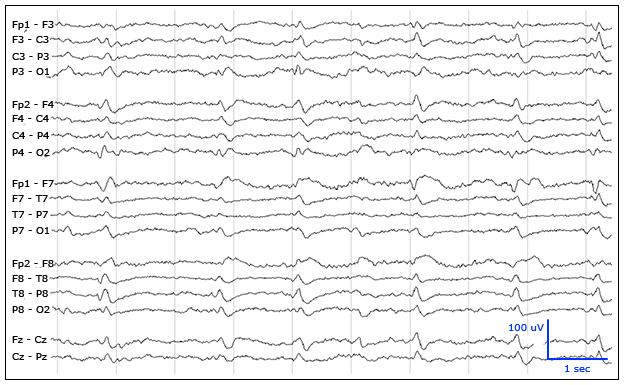 Fp1 - F3
F3 - C3
C3 - P3
P3 - O1
Fp2 - F4
F4 - C4
C4 - P4
P4 - O2
Fp1 - F7
F7 - T7
T7 - P7
P7 - O1
Fp2 - F8
F8 - T8
T8 - P8
P8 - O2
Fz - Cz
Cz - Pz
100 uV
1 sec